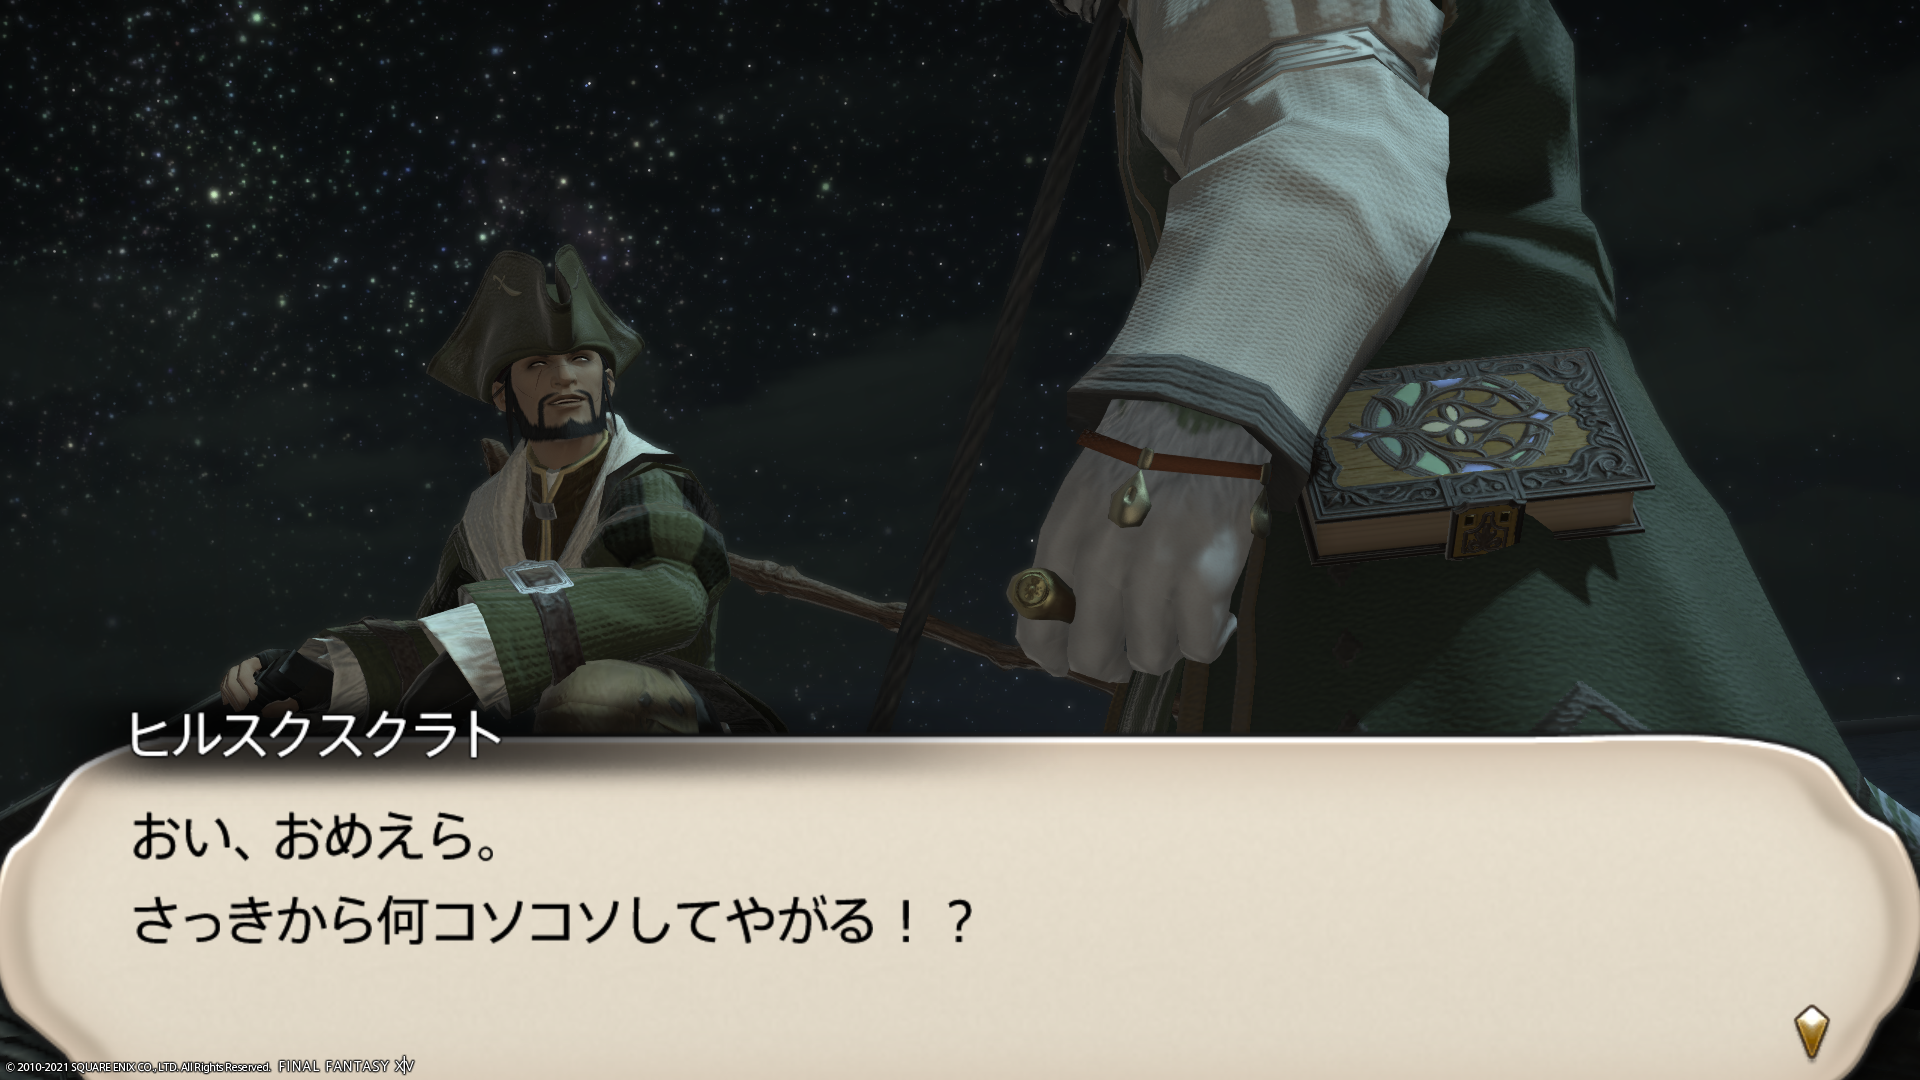 ヒルスクスクラト
おい、おめえら。
さっきから何コソコソしてやがる！？
© 2010-2021 SQUARE ENIX CO., LTD. All Rights Reserved. FINAL FANTASY XIV